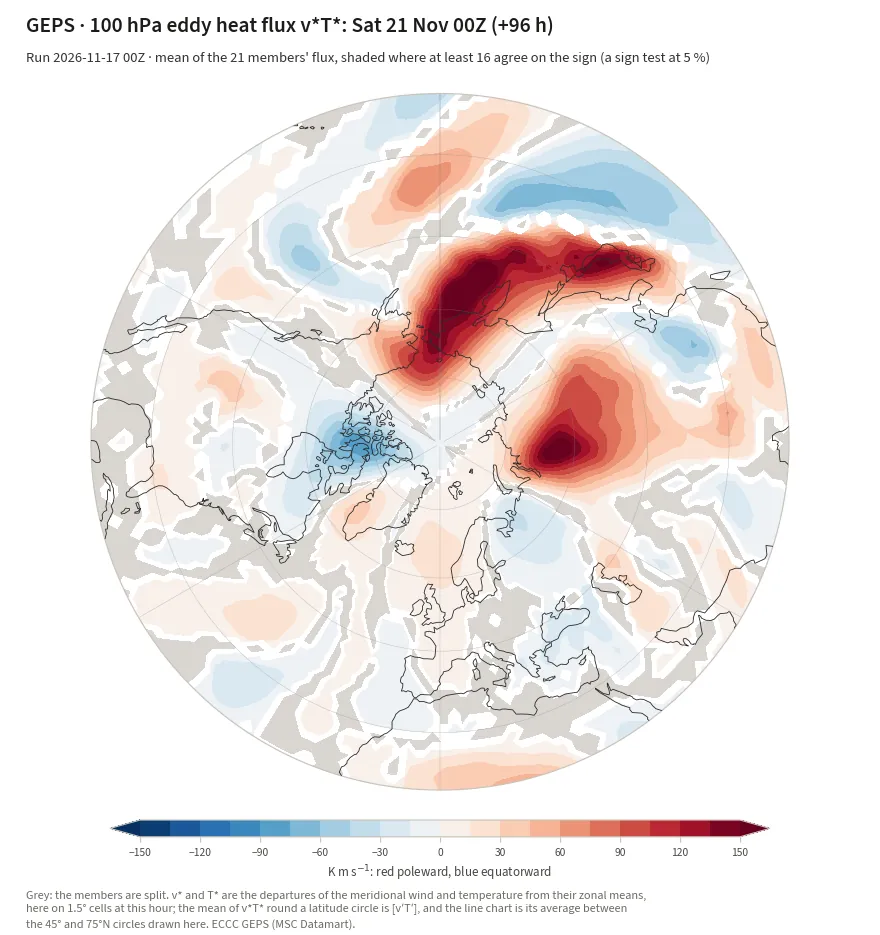 GEPS · 100 hPa eddy heat flux v*T*: Sat 21 Nov 00Z (+96 h)
Run 2026-11-17 00Z · mean of the 21 members' flux, shaded where at least 16 agree on the sign (a sign test at 5 %)
−150 −120 −90 −60 −30 0 30 60 90 120 150
K m s⁻¹: red poleward, blue equatorward
Grey: the members are split. v* and T* are the departures of the meridional wind and temperature from their zonal means,
here on 1.5° cells at this hour; the mean of v*T* round a latitude circle is [v'T'], and the line chart is its average between
the 45° and 75°N circles drawn here. ECCC GEPS (MSC Datamart).